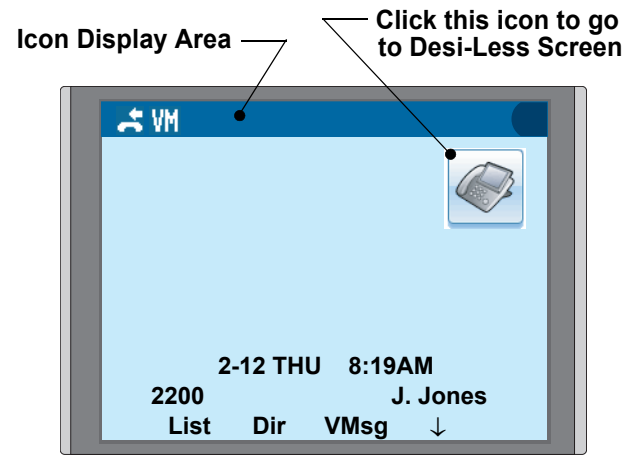 Icon Display Area
Click this icon to go
to Desi-Less Screen
VM
2-12 THU 8:19AM
2200 J. Jones
List Dir VMsg ↓